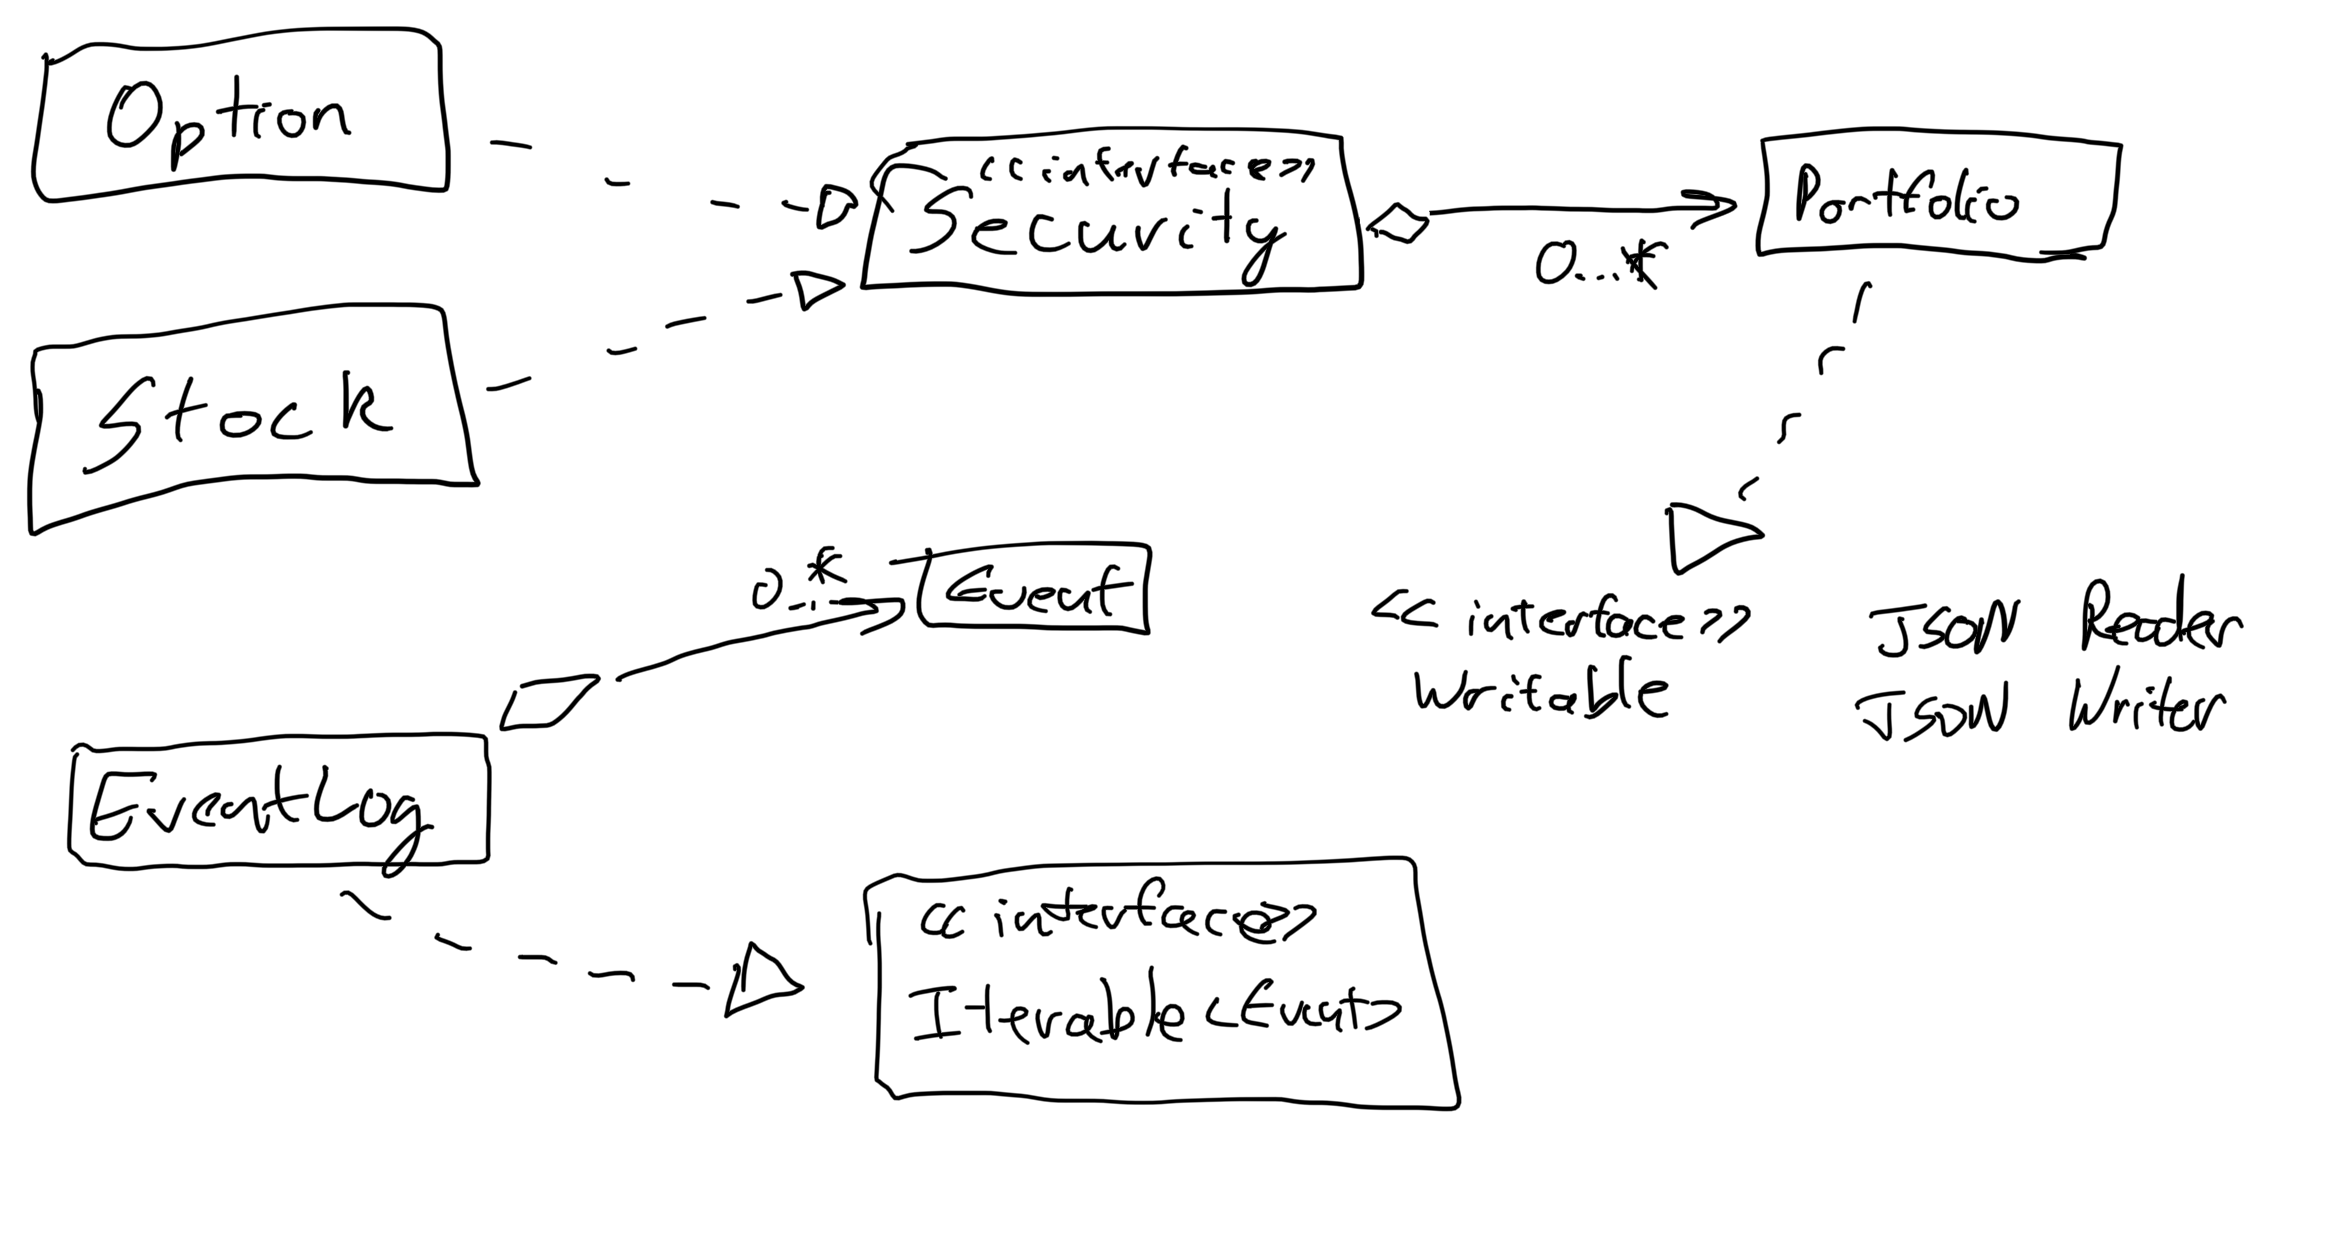 Option
<<interface>>
Security
0...*
Portfolio
Stock
0..*
Event
<<interface>>
Writable
JSON Reader
JSON Writer
EventLog
<<interface>>
Iterable<Event>